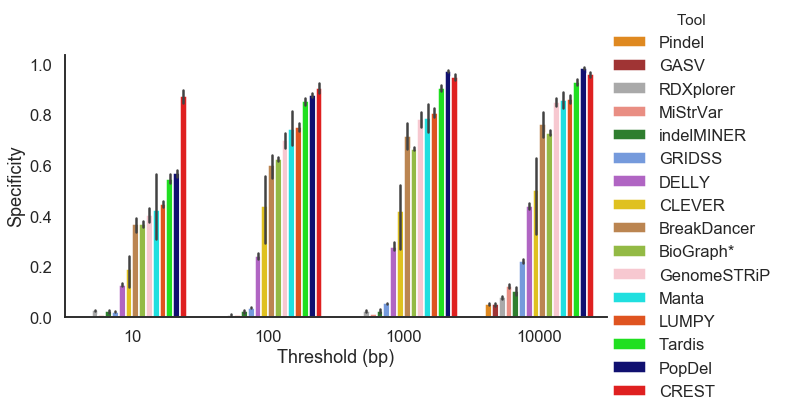 Tool
Pindel
GASV
RDXplorer
MiStrVar
indelMINER
GRIDSS
DELLY
CLEVER
BreakDancer
BioGraph*
GenomeSTRiP
Manta
LUMPY
Tardis
PopDel
CREST
Specificity
1.0
0.8
0.6
0.4
0.2
0.0
10
100
1000
10000
Threshold (bp)